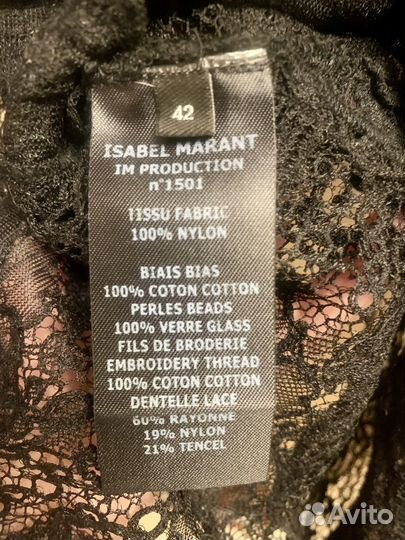 42
ISABEL MARANT
IM PRODUCTION
n°1501
TISSU FABRIC
100% NYLON
BIAIS BIAS
100% COTON COTTON
PERLES BEADS
100% VERRE GLASS
FILS DE BRODERIE
EMBROIDERY THREAD
100% COTON COTTON
DENTELLE LACE
60% RAYONNE
19% NYLON
21% TENCEL
Avito